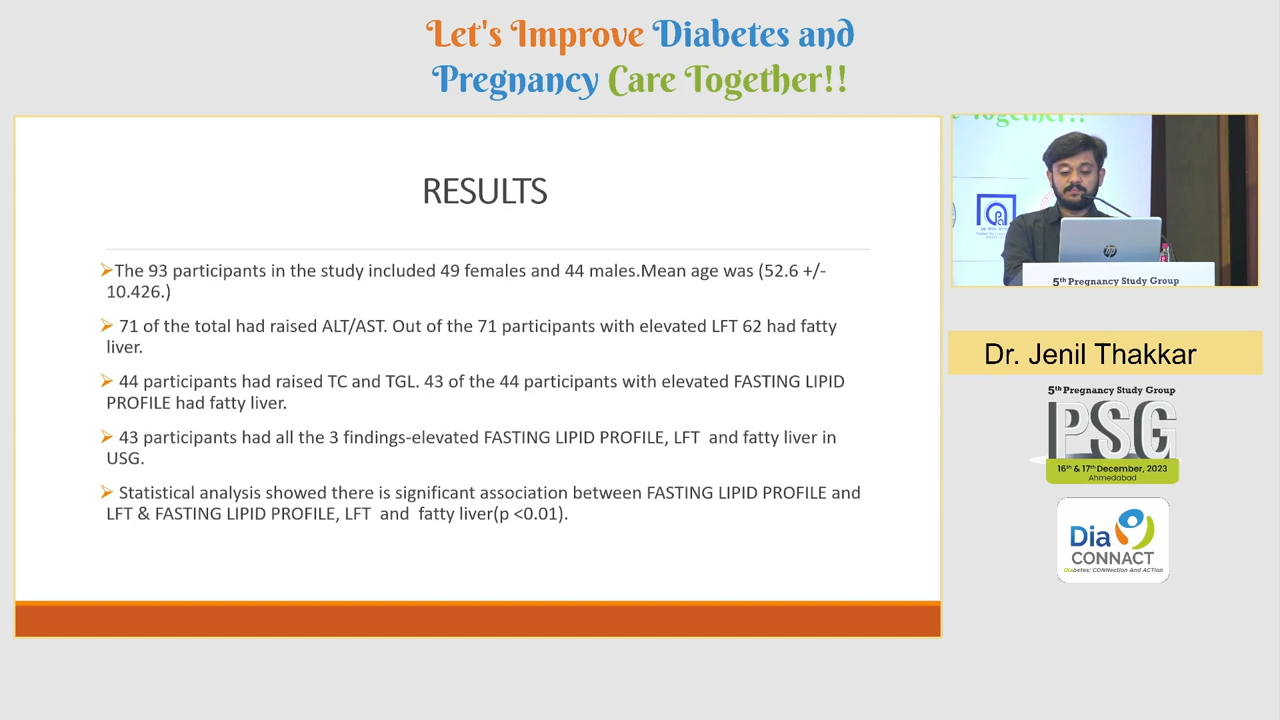 Let's Improve Diabetes and
Pregnancy Care Together!!
RESULTS
➤The 93 participants in the study included 49 females and 44 males.Mean age was (52.6 +/-
10.426.)
➤ 71 of the total had raised ALT/AST. Out of the 71 participants with elevated LFT 62 had fatty
liver.
➤ 44 participants had raised TC and TGL. 43 of the 44 participants with elevated FASTING LIPID
PROFILE had fatty liver.
➤ 43 participants had all the 3 findings-elevated FASTING LIPID PROFILE, LFT and fatty liver in
USG.
➤ Statistical analysis showed there is significant association between FASTING LIPID PROFILE and
LFT & FASTING LIPID PROFILE, LFT and fatty liver(p <0.01).
Together!!
hp
5th Pregnancy Study Group
Dr. Jenil Thakkar
5th Pregnancy Study Group
PSG
16th & 17th December, 2023
Ahmedabad
Dia
CONNACT
Diabetes: CONNection And ACTion